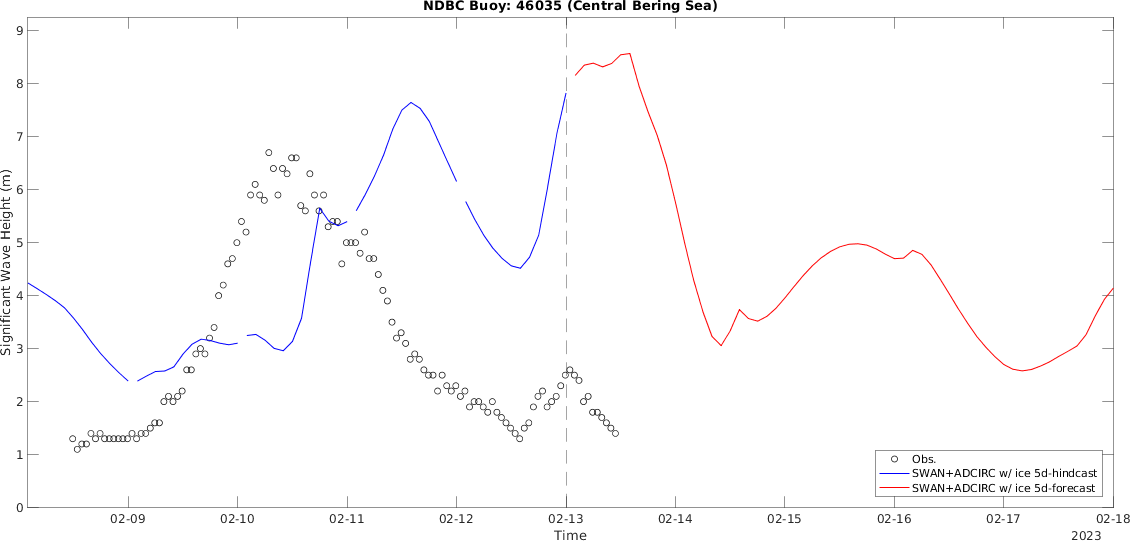 NDBC Buoy: 46035 (Central Bering Sea)
9
8
7
6
5
4
3
2
1
0
Significant Wave Height (m)
Obs.
SWAN+ADCIRC w/ ice 5d-hindcast
SWAN+ADCIRC w/ ice 5d-forecast
02-09 02-10 02-11 02-12 02-13 02-14 02-15 02-16 02-17 02-18
Time
2023